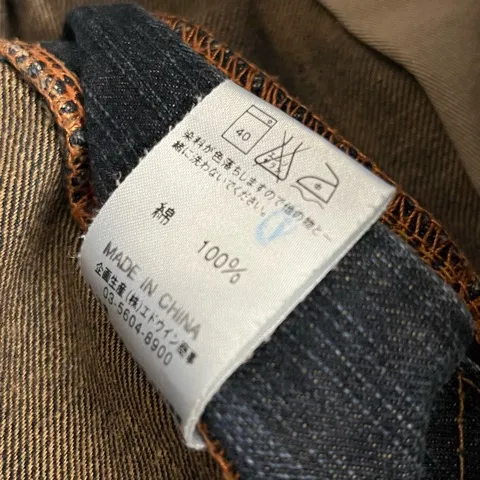 40
染料が色落ちしますので他の物と一
緒に洗わないでください。
綿 100%
MADE IN CHINA
企画生産(株)エドウイン商事
03-5604-8900